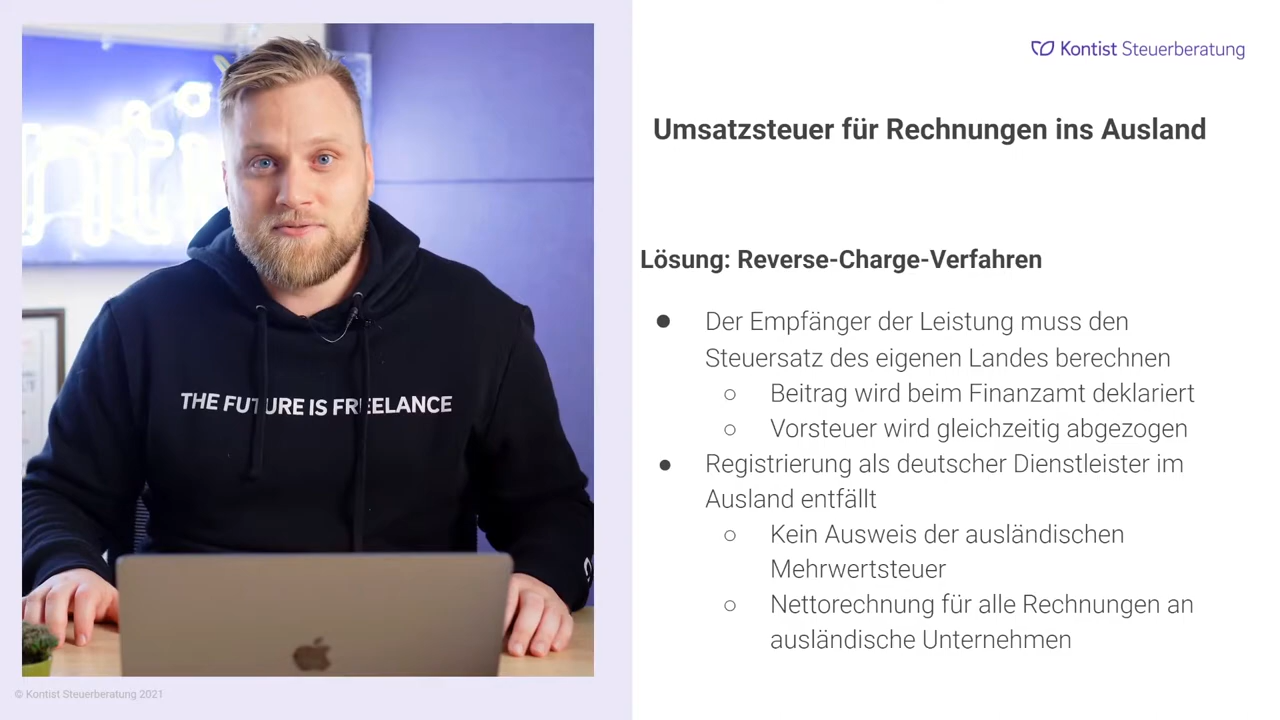 Kontist Steuerberatung
Umsatzsteuer für Rechnungen ins Ausland
Lösung: Reverse-Charge-Verfahren
● Der Empfänger der Leistung muss den
Steuersatz des eigenen Landes berechnen
○ Beitrag wird beim Finanzamt deklariert
○ Vorsteuer wird gleichzeitig abgezogen
● Registrierung als deutscher Dienstleister im
Ausland entfällt
○ Kein Ausweis der ausländischen
Mehrwertsteuer
○ Nettorechnung für alle Rechnungen an
ausländische Unternehmen
THE FUTURE IS FREELANCE
© Kontist Steuerberatung 2021